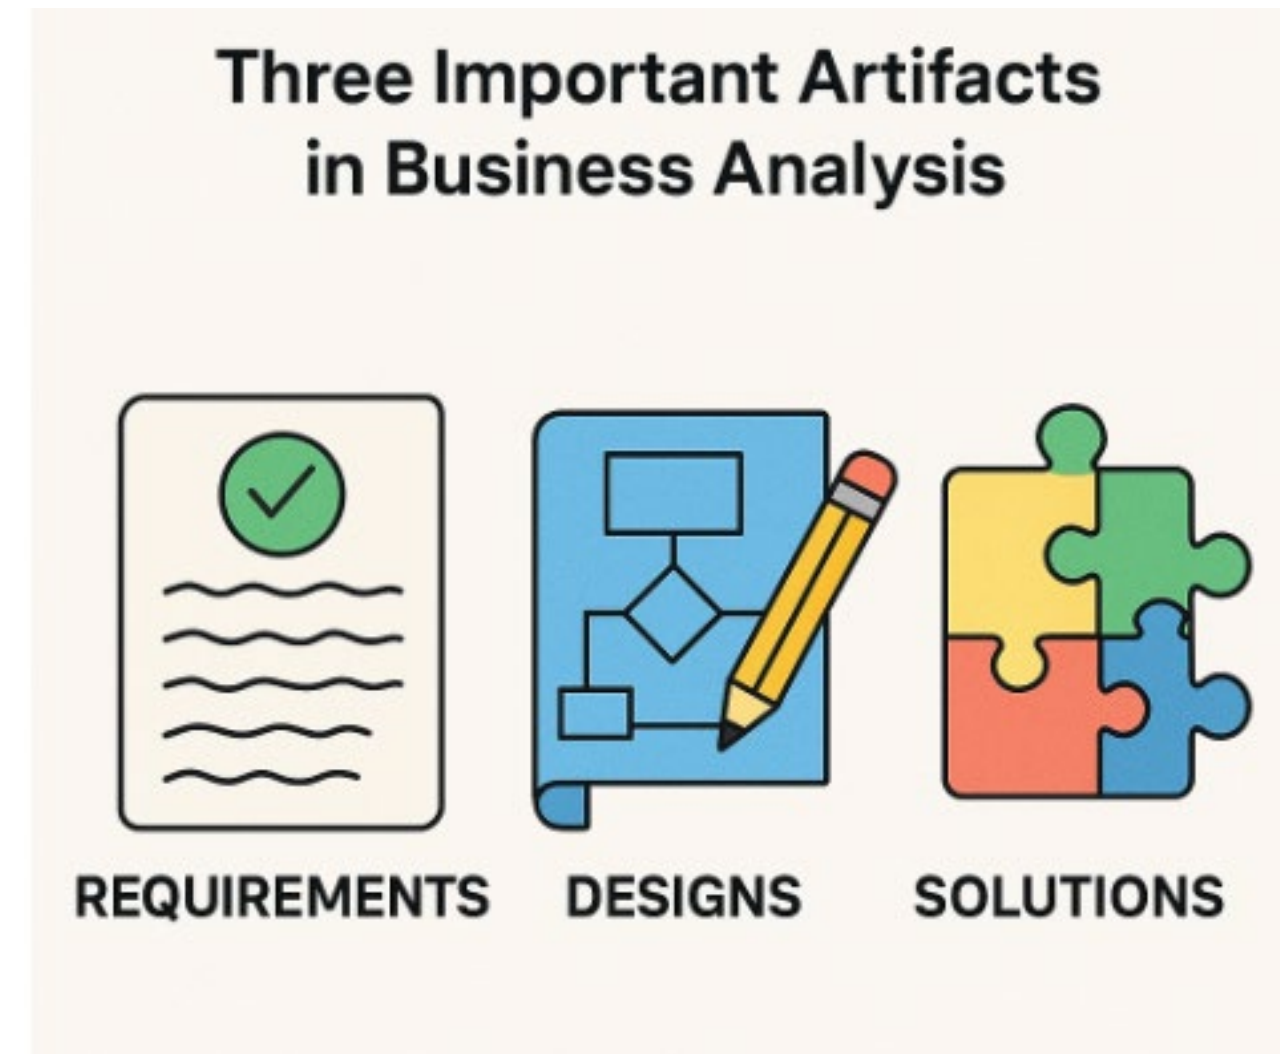 Three Important Artifacts
in Business Analysis
REQUIREMENTS
DESIGNS
SOLUTIONS